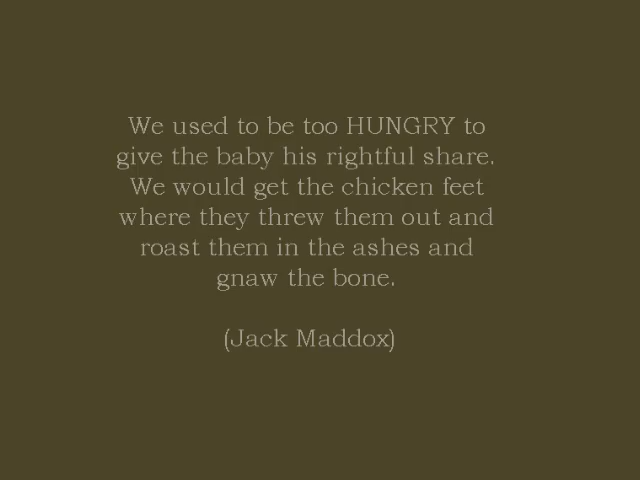 We used to be too HUNGRY to
give the baby his rightful share.
We would get the chicken feet
where they threw them out and
roast them in the ashes and
gnaw the bone.
(Jack Maddox)